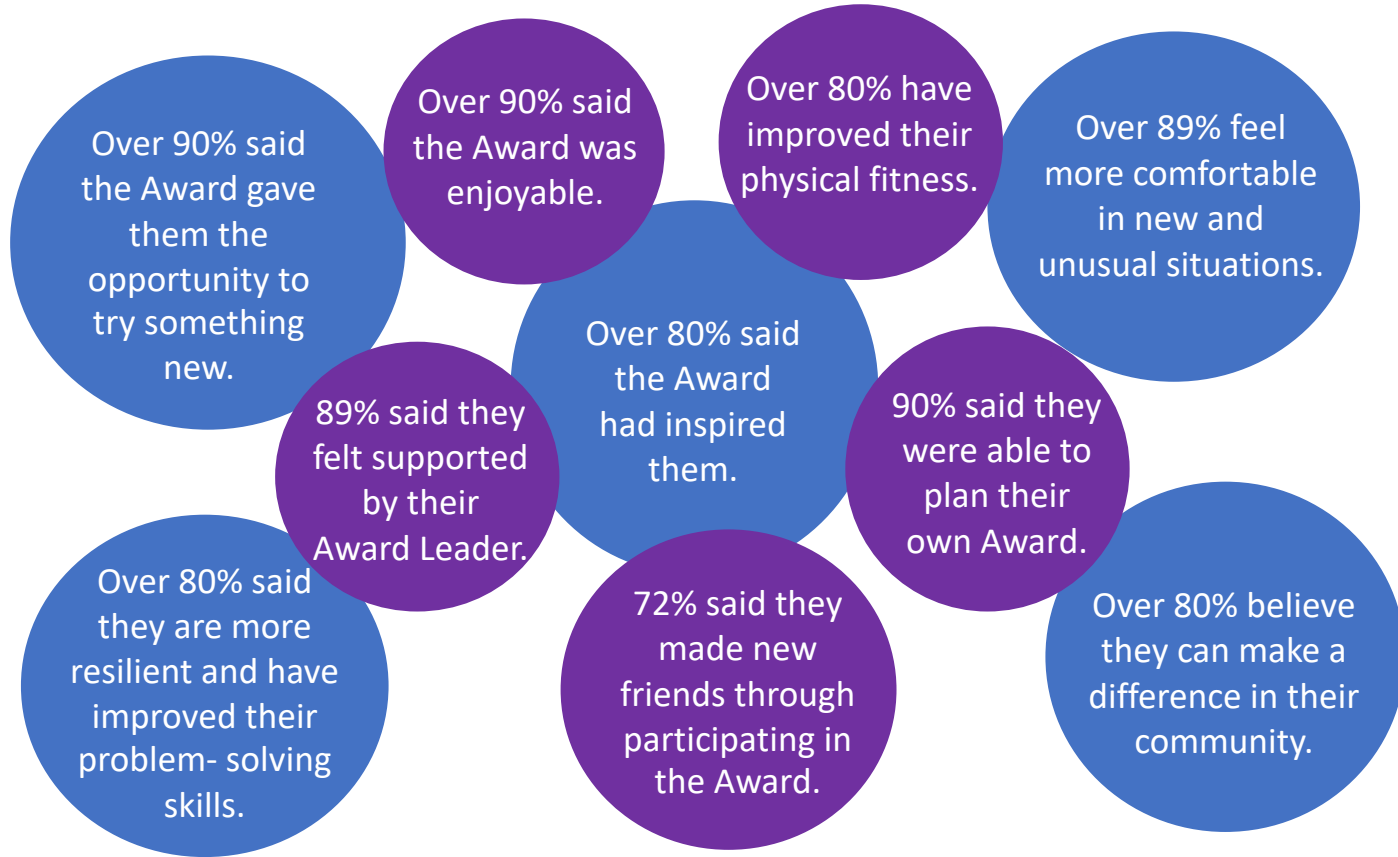 Over 90% said
the Award gave
them the
opportunity to
try something
new.
Over 90% said
the Award was
enjoyable.
Over 80% have
improved their
physical fitness.
Over 89% feel
more comfortable
in new and
unusual situations.
Over 80% said
the Award
had inspired
them.
89% said they
felt supported
by their
Award Leader.
90% said they
were able to
plan their
own Award.
Over 80% said
they are more
resilient and have
improved their
problem- solving
skills.
72% said they
made new
friends through
participating in
the Award.
Over 80% believe
they can make a
difference in their
community.